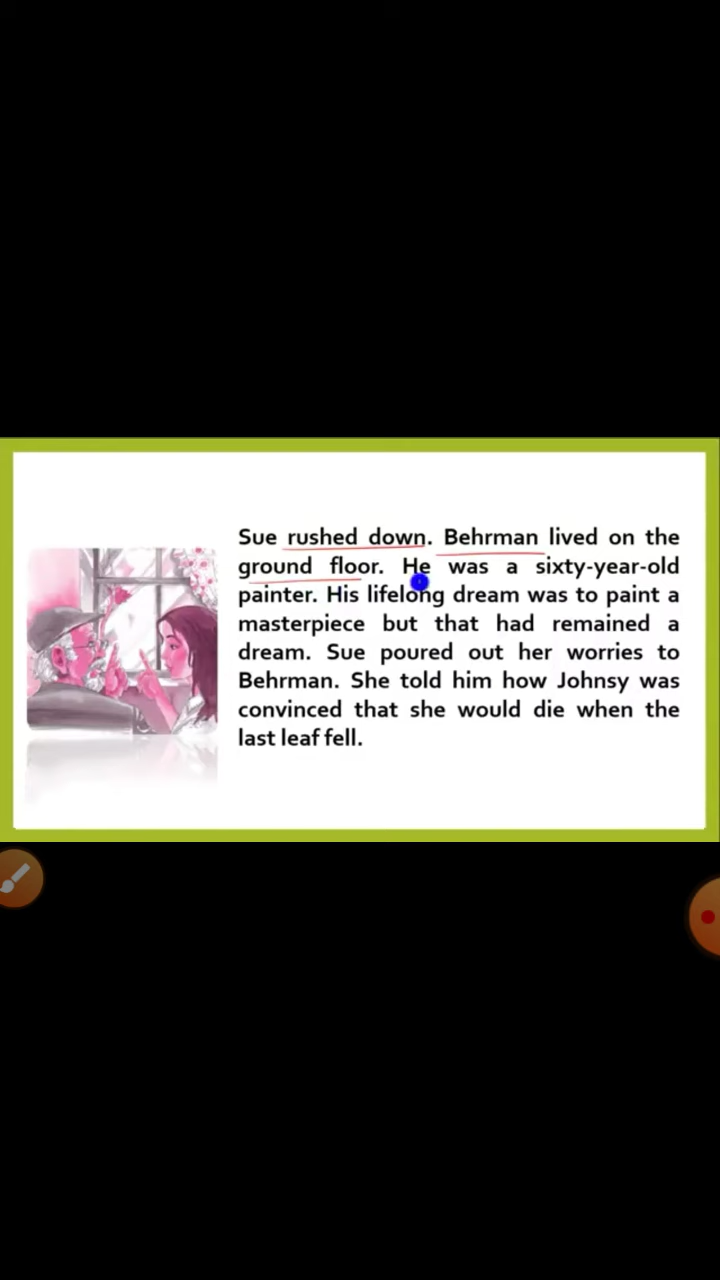 Sue rushed down. Behrman lived on the
ground floor. He was a sixty-year-old
painter. His lifelong dream was to paint a
masterpiece but that had remained a
dream. Sue poured out her worries to
Behrman. She told him how Johnsy was
convinced that she would die when the
last leaf fell.